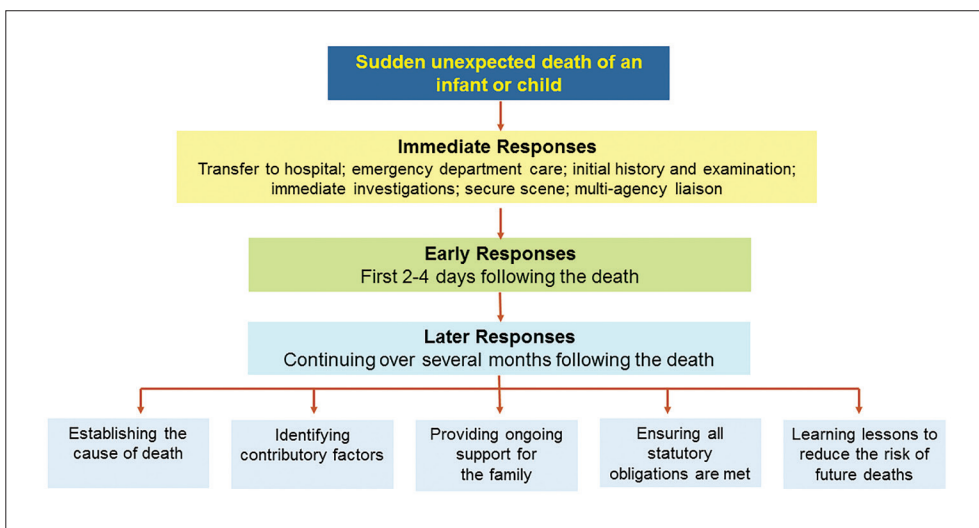 Sudden unexpected death of an
infant or child
Immediate Responses
Transfer to hospital; emergency department care; initial history and examination;
immediate investigations; secure scene; multi-agency liaison
Early Responses
First 2-4 days following the death
Later Responses
Continuing over several months following the death
Establishing the
cause of death
Identifying
contributory factors
Providing ongoing
support for
the family
Ensuring all
statutory
obligations are met
Learning lessons to
reduce the risk of
future deaths